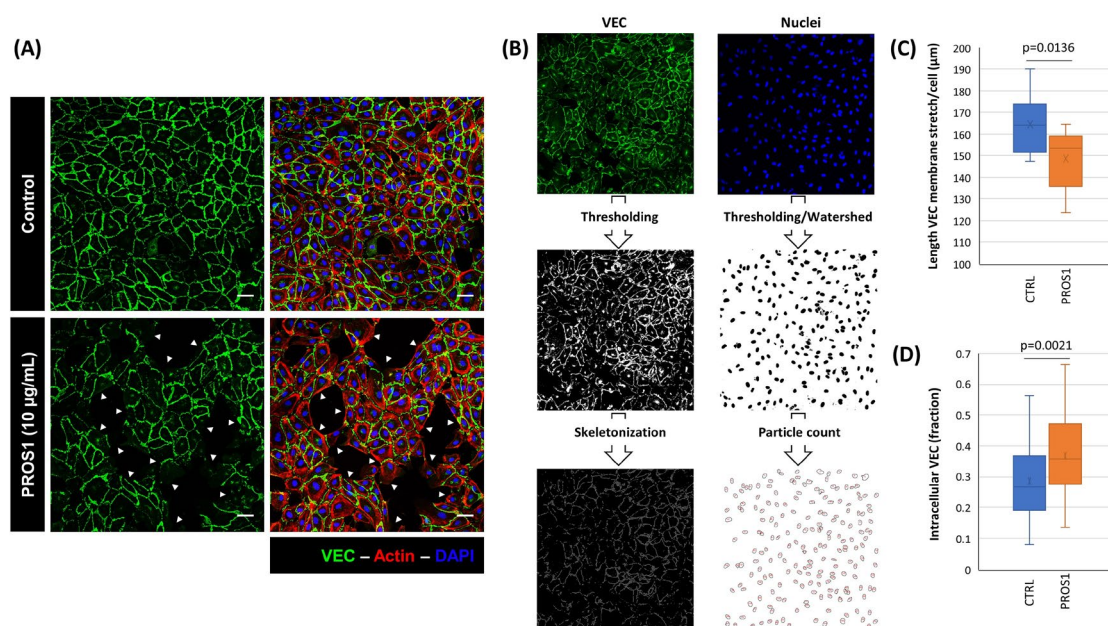 (A)
Control
PROS1 (10 µg/mL)
VEC – Actin – DAPI
(B)
VEC
Nuclei
Thresholding
Thresholding/Watershed
Skeletonization
Particle count
(C)
Length VEC membrane stretch/cell (µm)
200
190
180
170
160
150
140
130
120
110
100
p=0.0136
CTRL
PROS1
(D)
Intracellular VEC (fraction)
0.7
0.6
0.5
0.4
0.3
0.2
0.1
0
p=0.0021
CTRL
PROS1